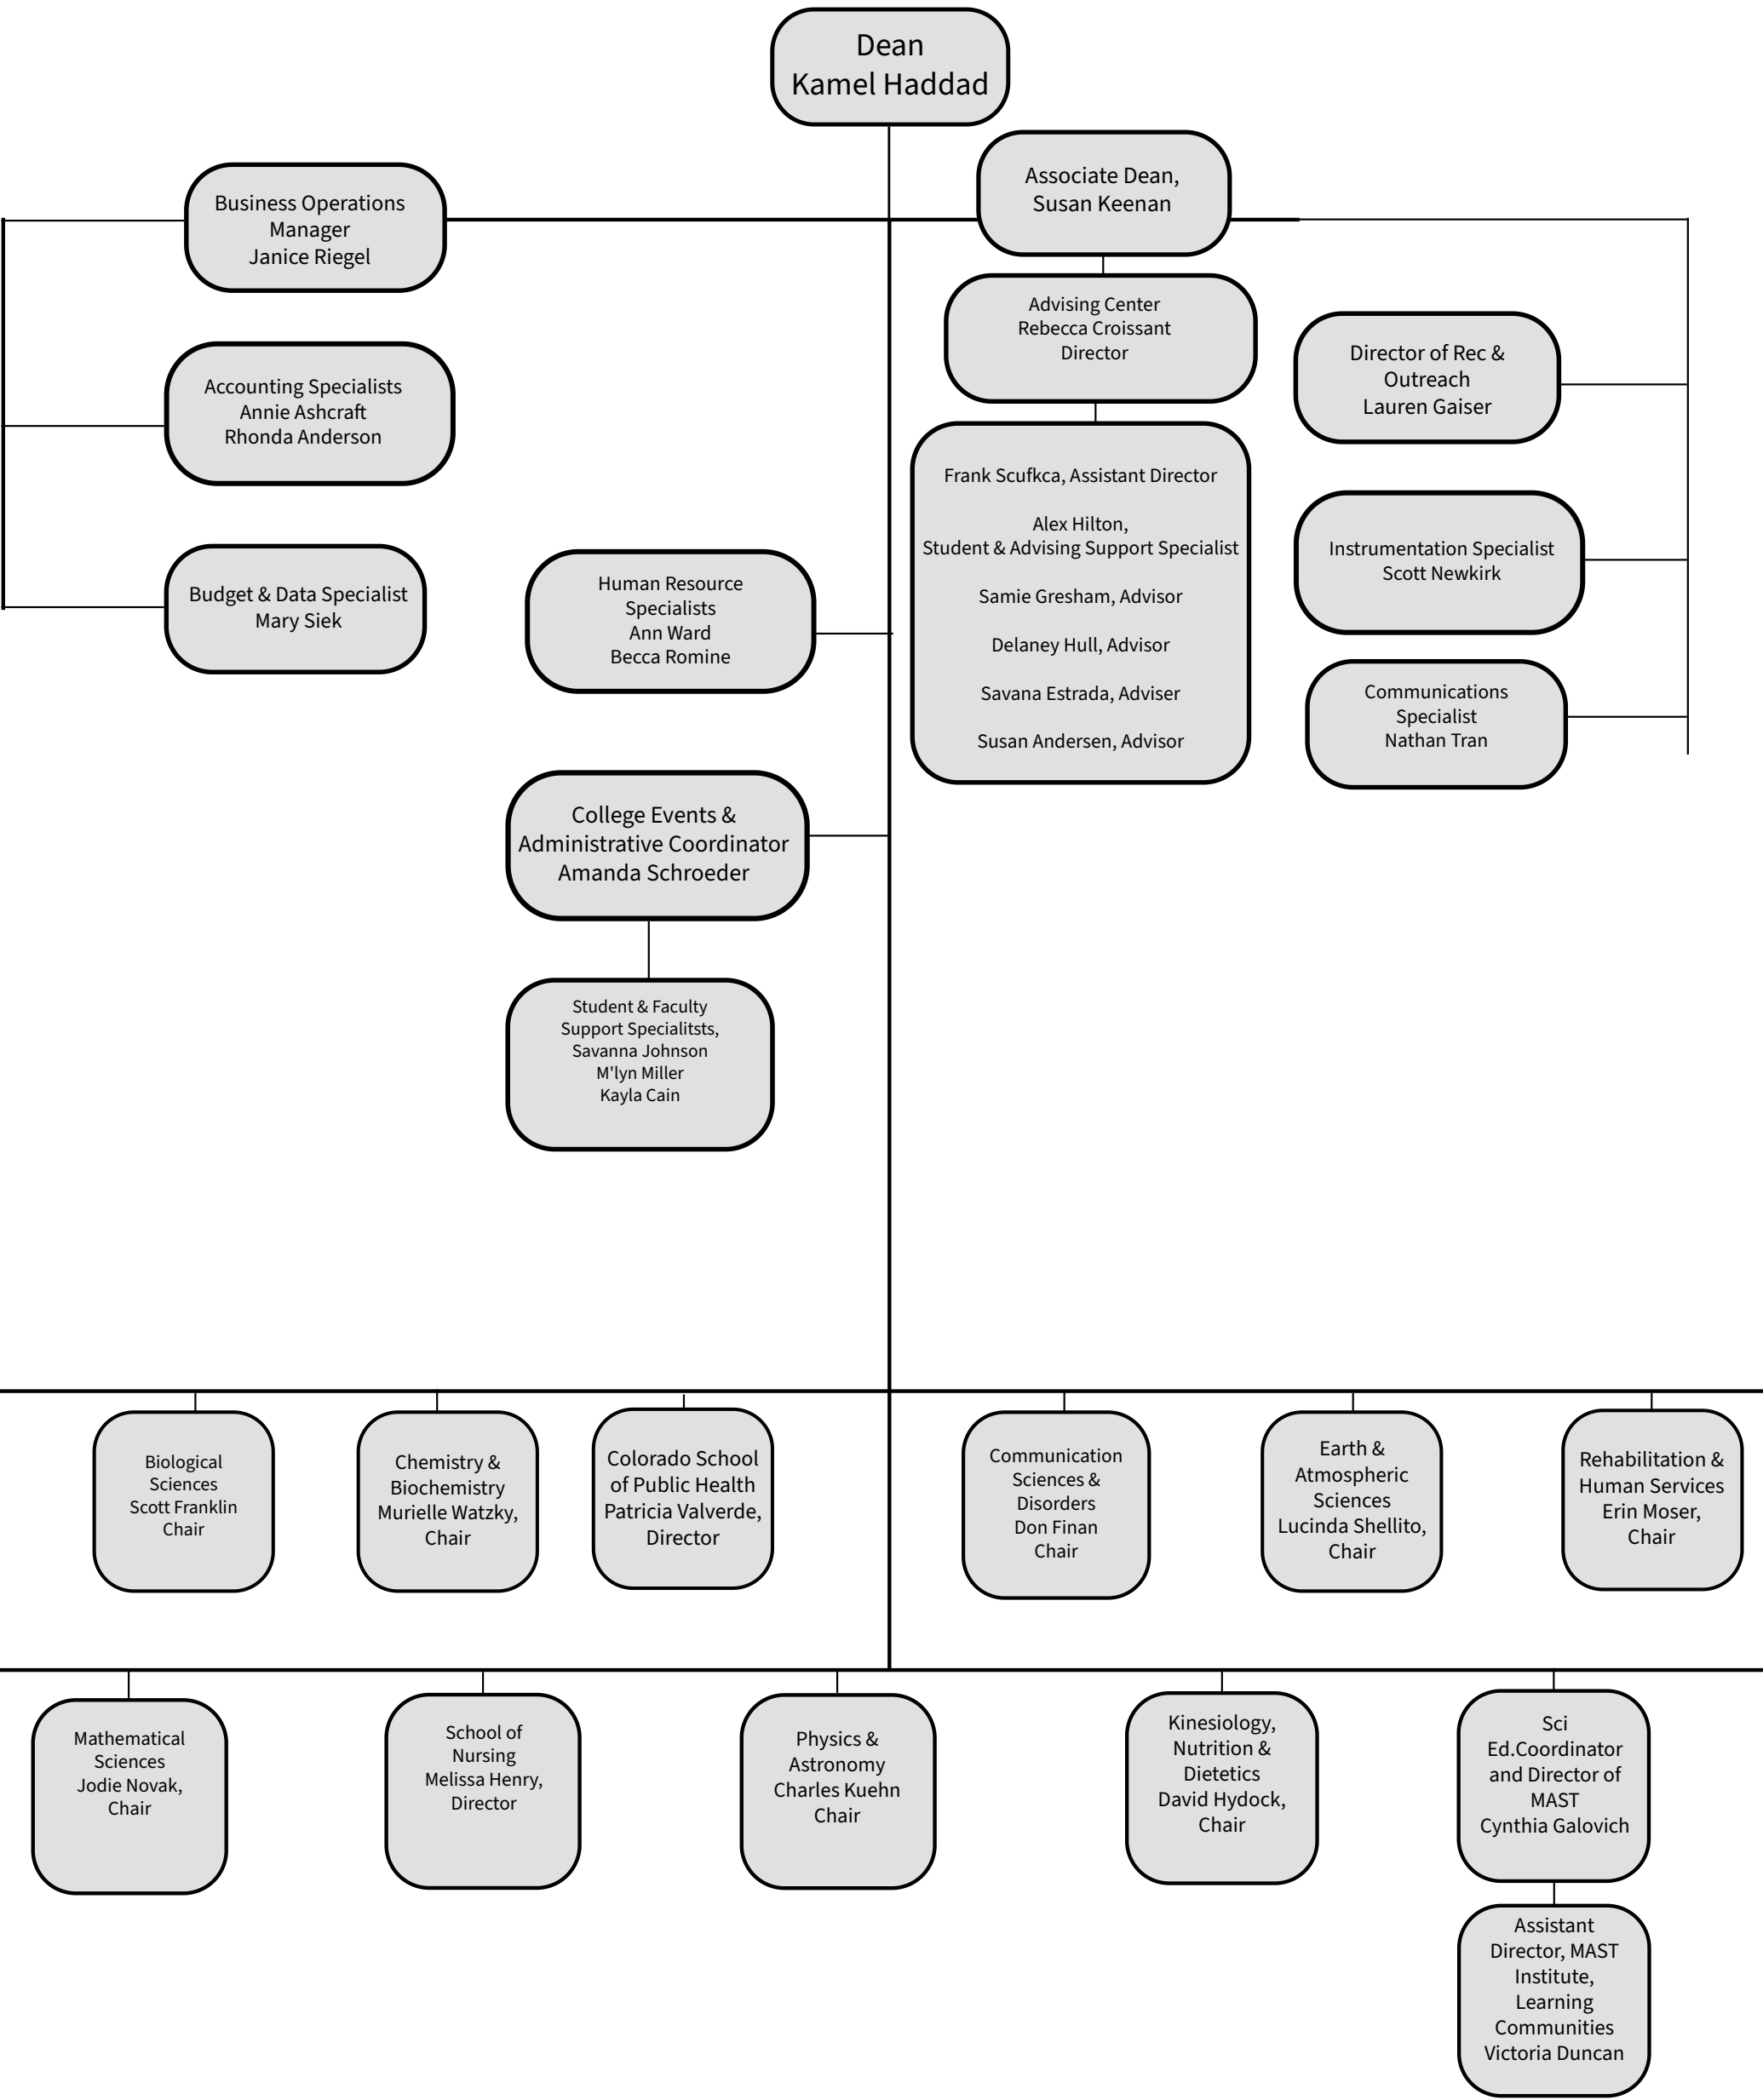 Dean
Kamel Haddad
Associate Dean,
Susan Keenan
Business Operations
Manager
Janice Riegel
Advising Center
Rebecca Croissant
Director
Director of Rec &
Outreach
Lauren Gaiser
Accounting Specialists
Annie Ashcraft
Rhonda Anderson
Frank Scufkca, Assistant Director
Alex Hilton,
Student & Advising Support Specialist
Samie Gresham, Advisor
Delaney Hull, Advisor
Savana Estrada, Adviser
Susan Andersen, Advisor
Instrumentation Specialist
Scott Newkirk
Budget & Data Specialist
Mary Siek
Human Resource
Specialists
Ann Ward
Becca Romine
Communications
Specialist
Nathan Tran
College Events &
Administrative Coordinator
Amanda Schroeder
Student & Faculty
Support Specialitsts,
Savanna Johnson
M'lyn Miller
Kayla Cain
Biological
Sciences
Scott Franklin
Chair
Chemistry &
Biochemistry
Murielle Watzky,
Chair
Colorado School
of Public Health
Patricia Valverde,
Director
Communication
Sciences &
Disorders
Don Finan
Chair
Earth &
Atmospheric
Sciences
Lucinda Shellito,
Chair
Rehabilitation &
Human Services
Erin Moser,
Chair
Mathematical
Sciences
Jodie Novak,
Chair
School of
Nursing
Melissa Henry,
Director
Physics &
Astronomy
Charles Kuehn
Chair
Kinesiology,
Nutrition &
Dietetics
David Hydock,
Chair
Sci
Ed.Coordinator
and Director of
MAST
Cynthia Galovich
Assistant
Director, MAST
Institute,
Learning
Communities
Victoria Duncan